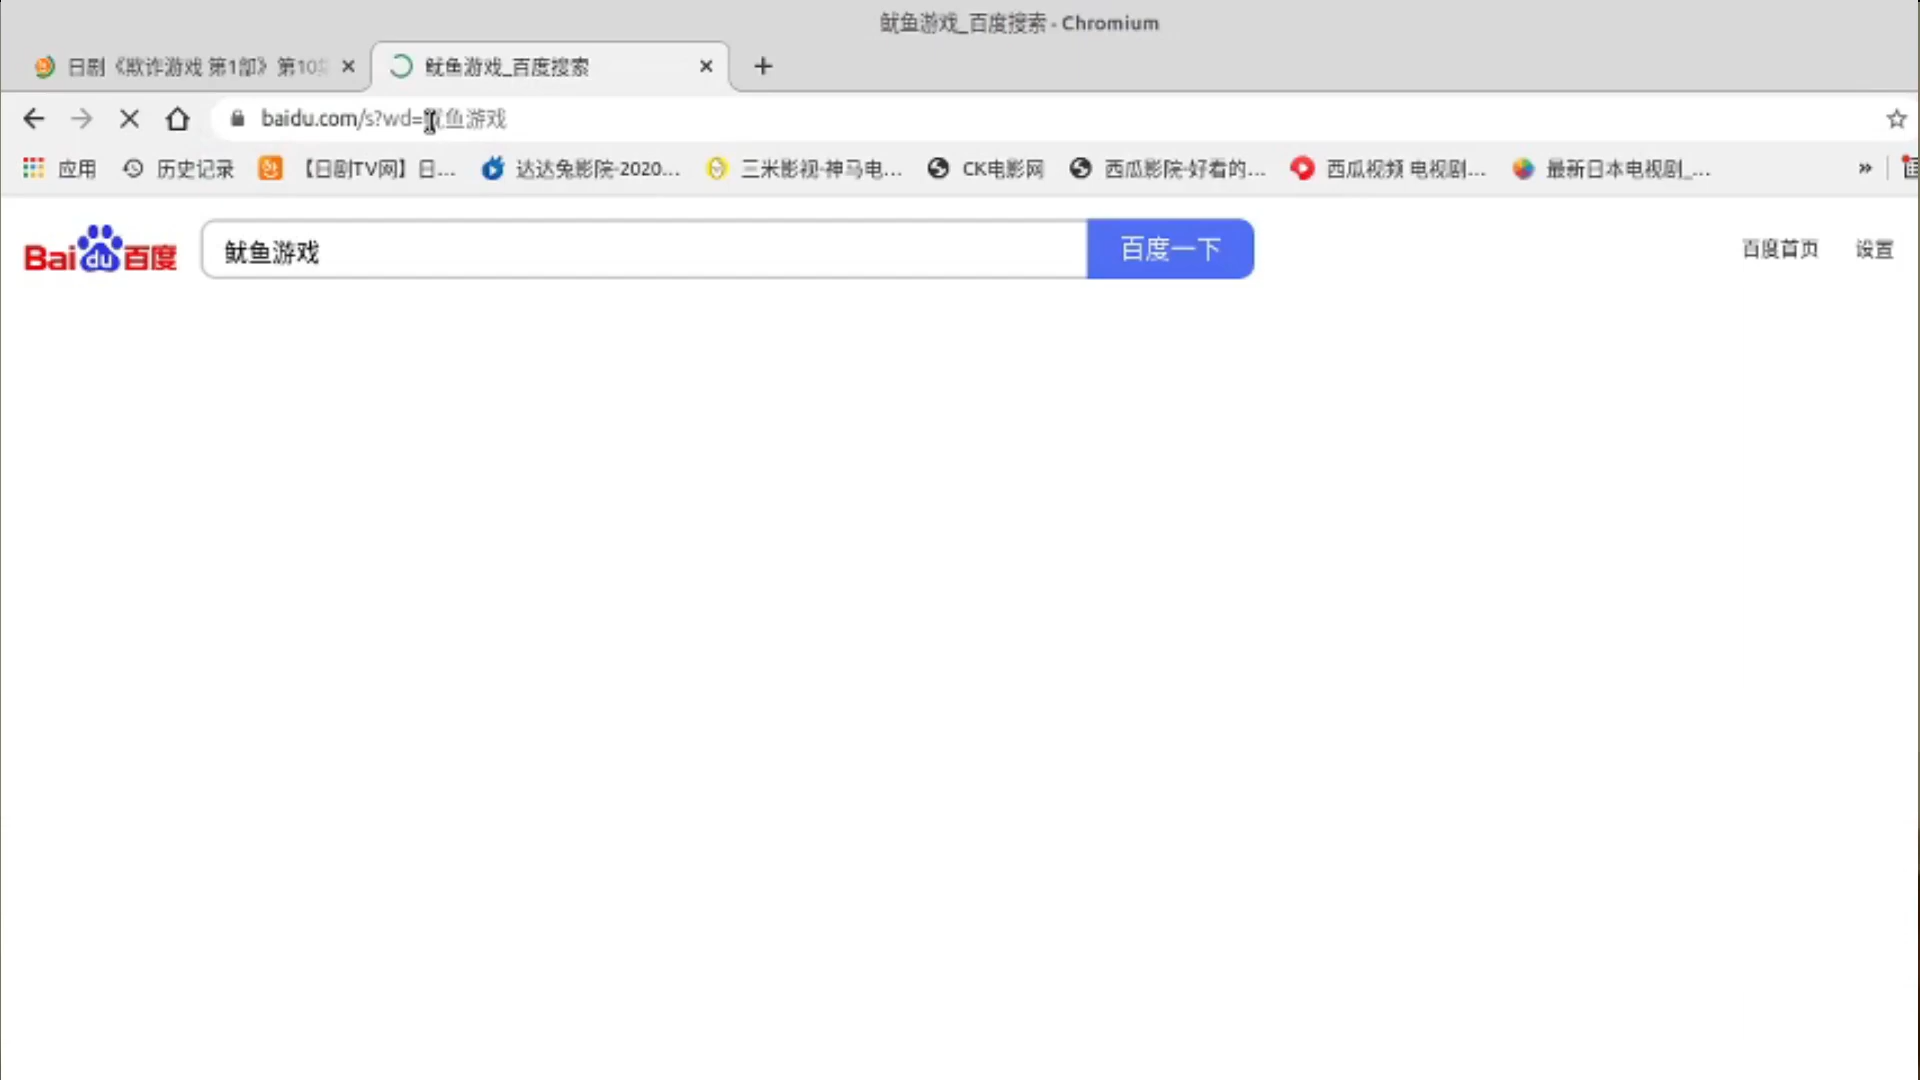 鱿鱼游戏_百度搜索 - Chromium
日剧《欺诈游戏 第1部》第10
鱿鱼游戏_百度搜索
baidu.com/s?wd=鱿鱼游戏
应用 历史记录 【日剧TV网】日... 达达兔影院-2020... 三米影视-神马电... CK电影网 西瓜影院-好看的... 西瓜视频 电视剧... 最新日本电视剧_... »
Bai du 百度 鱿鱼游戏 百度一下 百度首页 设置